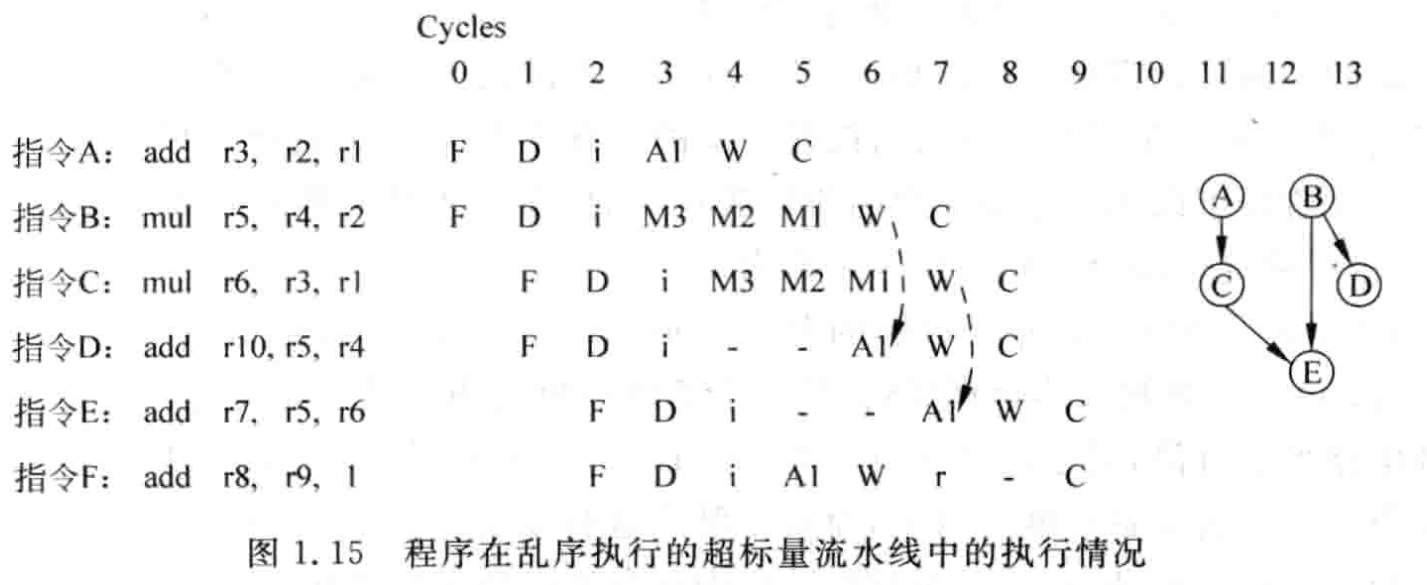 Cycles
0 1 2 3 4 5 6 7 8 9 10 11 12 13
指令A: add r3, r2, r1 F D i A1 W C
指令B: mul r5, r4, r2 F D i M3 M2 M1 W C
指令C: mul r6, r3, r1 F D i M3 M2 M1 W C
指令D: add r10, r5, r4 F D i - - A1 W C
指令E: add r7, r5, r6 F D i - - A1 W C
指令F: add r8, r9, 1 F D i A1 W r - C
A B
C D
E
图 1.15 程序在乱序执行的超标量流水线中的执行情况